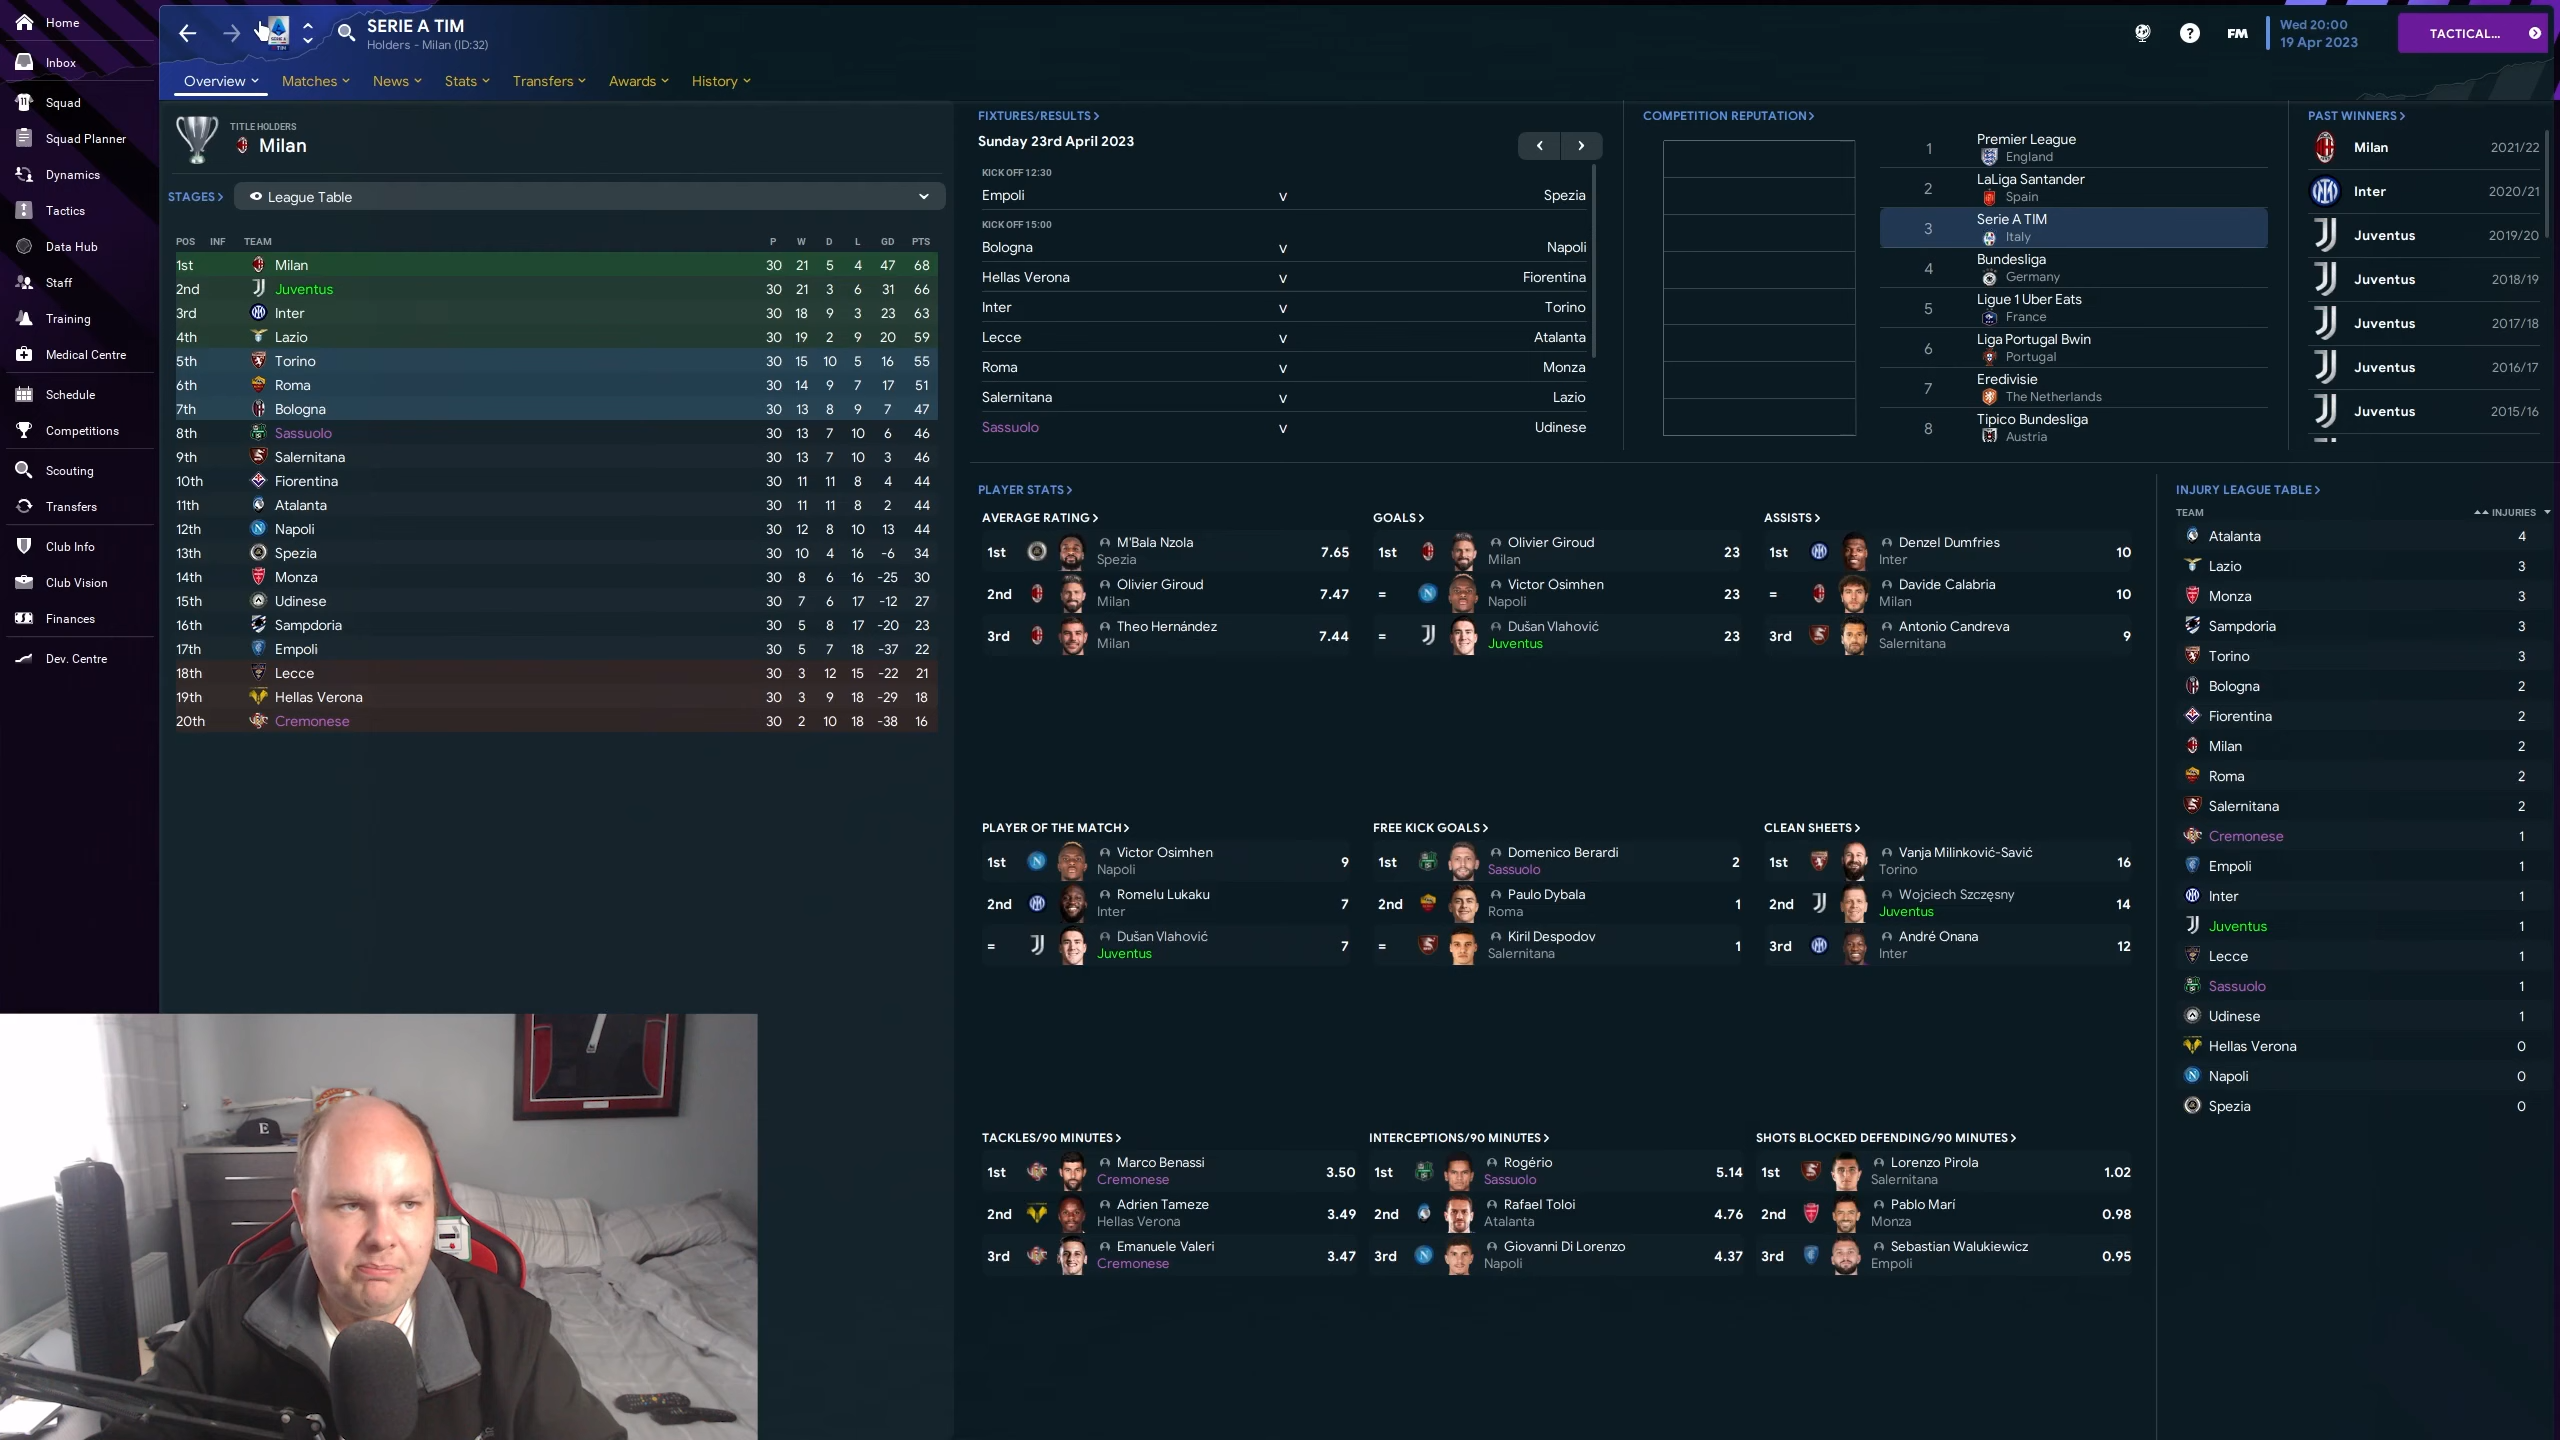 Home
Inbox
Squad
Squad Planner
Dynamics
Tactics
Data Hub
Staff
Training
Medical Centre
Schedule
Competitions
Scouting
Transfers
Club Info
Club Vision
Finances
Dev. Centre
SERIE A TIM
Holders - Milan (ID:32)
FM
Wed 20:00
19 Apr 2023
TACTICAL...
Overview Matches News Stats Transfers Awards History
TITLE HOLDERS
Milan
STAGES League Table
POS INF TEAM P W D L GD PTS
1st Milan 30 21 5 4 47 68
2nd Juventus 30 21 3 6 31 66
3rd Inter 30 18 9 3 23 63
4th Lazio 30 19 2 9 20 59
5th Torino 30 15 10 5 16 55
6th Roma 30 14 9 7 17 51
7th Bologna 30 13 8 9 7 47
8th Sassuolo 30 13 7 10 6 46
9th Salernitana 30 13 7 10 3 46
10th Fiorentina 30 11 11 8 4 44
11th Atalanta 30 11 11 8 2 44
12th Napoli 30 12 8 10 13 44
13th Spezia 30 10 4 16 -6 34
14th Monza 30 8 6 16 -25 30
15th Udinese 30 7 6 17 -12 27
16th Sampdoria 30 5 8 17 -20 23
17th Empoli 30 5 7 18 -37 22
18th Lecce 30 3 12 15 -22 21
19th Hellas Verona 30 3 9 18 -29 18
20th Cremonese 30 2 10 18 -38 16
FIXTURES/RESULTS
Sunday 23rd April 2023
KICK OFF 12:30
Empoli v Spezia
KICK OFF 15:00
Bologna v Napoli
Hellas Verona v Fiorentina
Inter v Torino
Lecce v Atalanta
Roma v Monza
Salernitana v Lazio
Sassuolo v Udinese
COMPETITION REPUTATION
1 Premier League
England
2 LaLiga Santander
Spain
3 Serie A TIM
Italy
4 Bundesliga
Germany
5 Ligue 1 Uber Eats
France
6 Liga Portugal Bwin
Portugal
7 Eredivisie
The Netherlands
8 Tipico Bundesliga
Austria
PAST WINNERS
Milan 2021/22
Inter 2020/21
Juventus 2019/20
Juventus 2018/19
Juventus 2017/18
Juventus 2016/17
Juventus 2015/16
PLAYER STATS
AVERAGE RATING
1st M'Bala Nzola 7.65
Spezia
2nd Olivier Giroud 7.47
Milan
3rd Theo Hernández 7.44
Milan
GOALS
1st Olivier Giroud 23
Milan
= Victor Osimhen 23
Napoli
= Dušan Vlahović 23
Juventus
ASSISTS
1st Denzel Dumfries 10
Inter
= Davide Calabria 10
Milan
3rd Antonio Candreva 9
Salernitana
PLAYER OF THE MATCH
1st Victor Osimhen 9
Napoli
2nd Romelu Lukaku 7
Inter
= Dušan Vlahović 7
Juventus
FREE KICK GOALS
1st Domenico Berardi 2
Sassuolo
2nd Paulo Dybala 1
Roma
= Kiril Despodov 1
Salernitana
CLEAN SHEETS
1st Vanja Milinković-Savić 16
Torino
2nd Wojciech Szczęsny 14
Juventus
3rd André Onana 12
Inter
TACKLES/90 MINUTES
1st Marco Benassi 3.50
Cremonese
2nd Adrien Tameze 3.49
Hellas Verona
3rd Emanuele Valeri 3.47
Cremonese
INTERCEPTIONS/90 MINUTES
1st Rogério 5.14
Sassuolo
2nd Rafael Toloi 4.76
Atalanta
3rd Giovanni Di Lorenzo 4.37
Napoli
SHOTS BLOCKED DEFENDING/90 MINUTES
1st Lorenzo Pirola 1.02
Salernitana
2nd Pablo Marí 0.98
Monza
3rd Sebastian Walukiewicz 0.95
Empoli
INJURY LEAGUE TABLE
TEAM INJURIES
Atalanta 4
Lazio 3
Monza 3
Sampdoria 3
Torino 3
Bologna 2
Fiorentina 2
Milan 2
Roma 2
Salernitana 2
Cremonese 1
Empoli 1
Inter 1
Juventus 1
Lecce 1
Sassuolo 1
Udinese 1
Hellas Verona 0
Napoli 0
Spezia 0
E